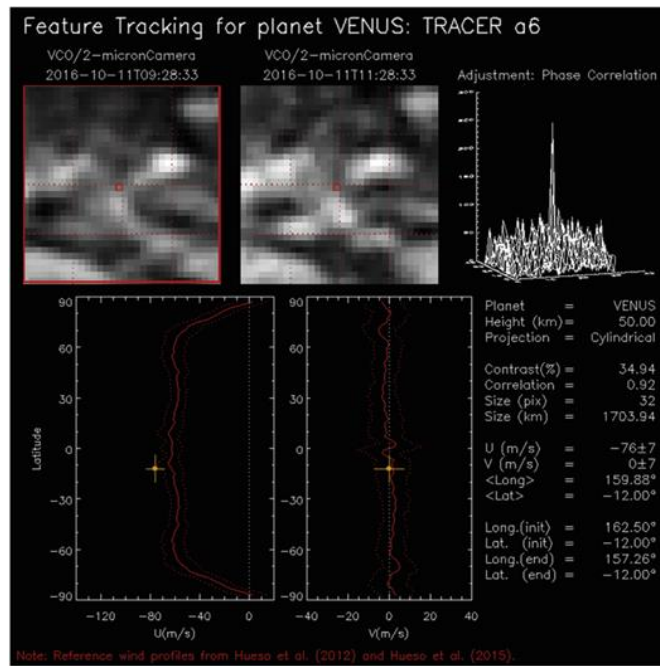 Feature Tracking for planet VENUS: TRACER a6
VCO/2-micronCamera
2016-10-11T09:28:33
VCO/2-micronCamera
2016-10-11T11:28:33
Adjustment: Phase Correlation
90
60
30
0
-30
-60
-90
Latitude
-120
-80
-40
0
U(m/s)
90
60
30
0
-30
-60
-90
-40
-20
0
20
40
V(m/s)
Planet = VENUS
Height (km)= 50.00
Projection = Cylindrical
Contrast(%) = 34.94
Correlation = 0.92
Size (pix) = 32
Size (km) = 1703.94
U (m/s) = -76±7
V (m/s) = 0±7
<Long> = 159.88°
<Lat> = -12.00°
Long.(init) = 162.50°
Lat. (init) = -12.00°
Long.(end) = 157.26°
Lat. (end) = -12.00°
Note: Reference wind profiles from Hueso et al. (2012) and Hueso et al. (2015).